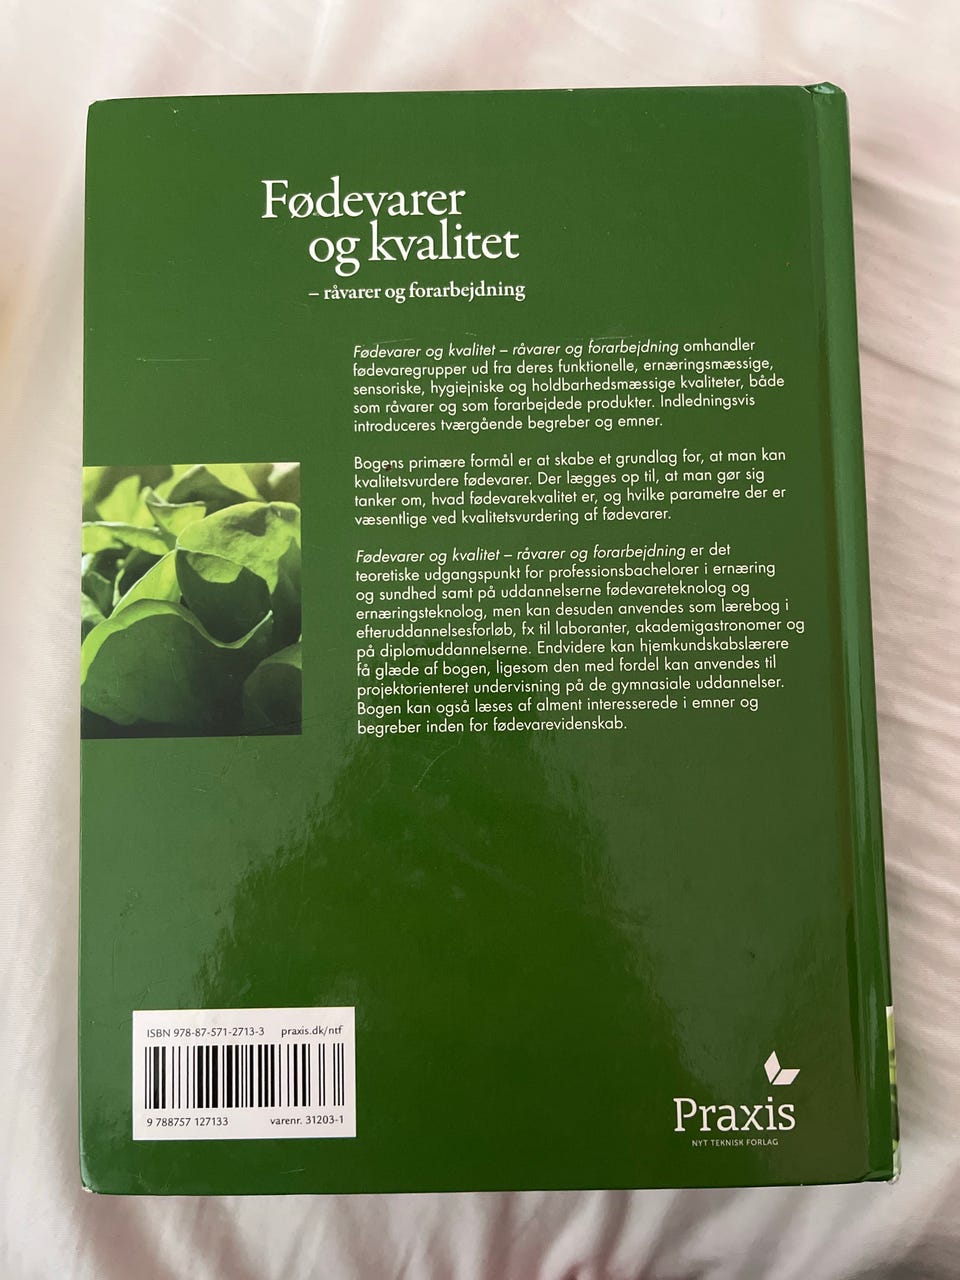 Fødevarer
og kvalitet
– råvarer og forarbejdning
Fødevarer og kvalitet – råvarer og forarbejdning omhandler
fødevaregrupper ud fra deres funktionelle, ernæringsmæssige,
sensoriske, hygiejniske og holdbarhedsmæssige kvaliteter, både
som råvarer og som forarbejdede produkter. Indledningsvis
introduceres tværgående begreber og emner.
Bogens primære formål er at skabe et grundlag for, at man kan
kvalitetsvurdere fødevarer. Der lægges op til, at man gør sig
tanker om, hvad fødevarekvalitet er, og hvilke parametre der er
væsentlige ved kvalitetsvurdering af fødevarer.
Fødevarer og kvalitet – råvarer og forarbejdning er det
teoretiske udgangspunkt for professionsbachelorer i ernæring
og sundhed samt på uddannelserne fødevareteknolog og
ernæringsteknolog, men kan desuden anvendes som lærebog i
efteruddannelsesforløb, fx til laboranter, akademigastronomer og
på diplomuddannelserne. Endvidere kan hjemkundskabslærere
få glæde af bogen, ligesom den med fordel kan anvendes til
projektorienteret undervisning på de gymnasiale uddannelser.
Bogen kan også læses af alment interesserede i emner og
begreber inden for fødevarevidenskab.
ISBN 978-87-571-2713-3 praxis.dk/ntf
9 788757 127133 varenr. 31203-1
Praxis
NYT TEKNISK FORLAG